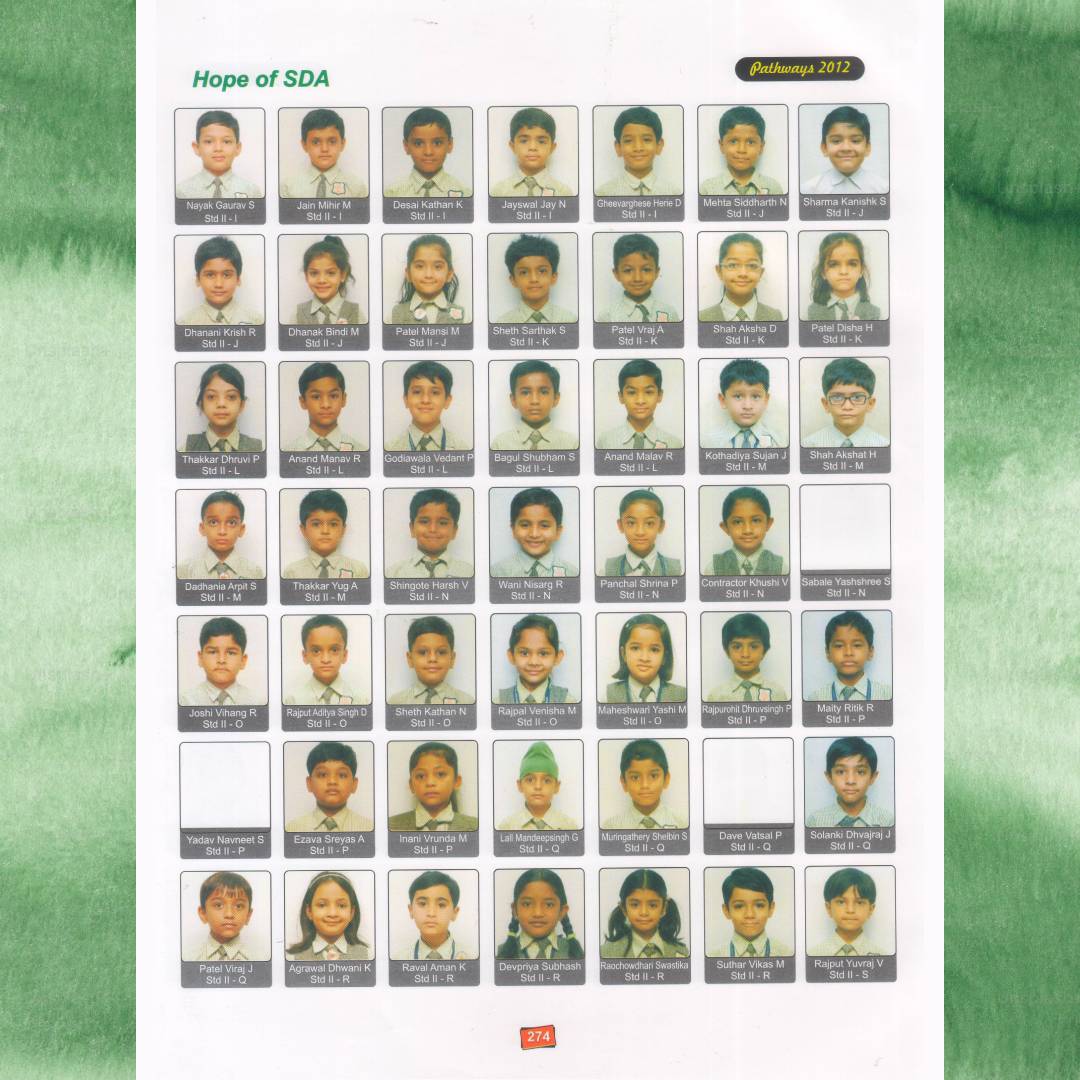 Hope of SDA
Pathways 2012
Nayak Gaurav S
Std II - I
Jain Mihir M
Std II - I
Desai Kathan K
Std II - I
Jayswal Jay N
Std II - I
Gheevarghese Herie D
Std II - I
Mehta Siddharth N
Std II - J
Sharma Kanishk S
Std II - J
Dhanani Krish R
Std II - J
Dhanak Bindi M
Std II - J
Patel Mansi M
Std II - J
Sheth Sarthak S
Std II - K
Patel Vraj A
Std II - K
Shah Aksha D
Std II - K
Patel Disha H
Std II - K
Thakkar Dhruvi P
Std II - L
Anand Manav R
Std II - L
Godiawala Vedant P
Std II - L
Bagul Shubham S
Std II - L
Anand Malav R
Std II - L
Kothadiya Sujan J
Std II - M
Shah Akshat H
Std II - M
Dadhania Arpit S
Std II - M
Thakkar Yug A
Std II - M
Shingote Harsh V
Std II - N
Wani Nisarg R
Std II - N
Panchal Shrina P
Std II - N
Contractor Khushi V
Std II - N
Sabale Yashshree S
Std II - N
Joshi Vihang R
Std II - O
Rajput Aditya Singh D
Std II - O
Sheth Kathan N
Std II - O
Rajpal Venisha M
Std II - O
Maheshwari Yashi M
Std II - O
Rajpurohit Dhruvsingh P
Std II - P
Maity Ritik R
Std II - P
Yadav Navneet S
Std II - P
Ezava Sreyas A
Std II - P
Inani Vrunda M
Std II - P
Lall Mandeepsingh G
Std II - Q
Muringathery Shelbin S
Std II - Q
Dave Vatsal P
Std II - Q
Solanki Dhvajraj J
Std II - Q
Patel Viraj J
Std II - Q
Agrawal Dhwani K
Std II - R
Raval Aman K
Std II - R
Devpriya Subhash
Std II - R
Raochowdhari Swastika
Std II - R
Suthar Vikas M
Std II - R
Rajput Yuvraj V
Std II - S
274